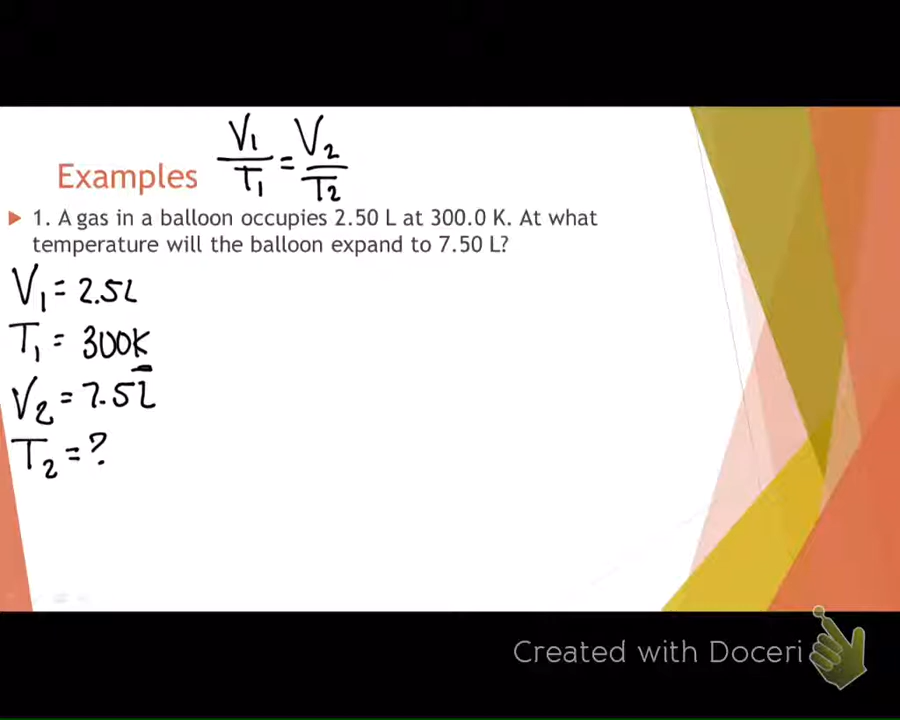 V₁/T₁ = V₂/T₂
Examples
1. A gas in a balloon occupies 2.50 L at 300.0 K. At what
temperature will the balloon expand to 7.50 L?
V₁ = 2.5L
T₁ = 300K
V₂ = 7.5L
T₂ = ?
Created with Doceri